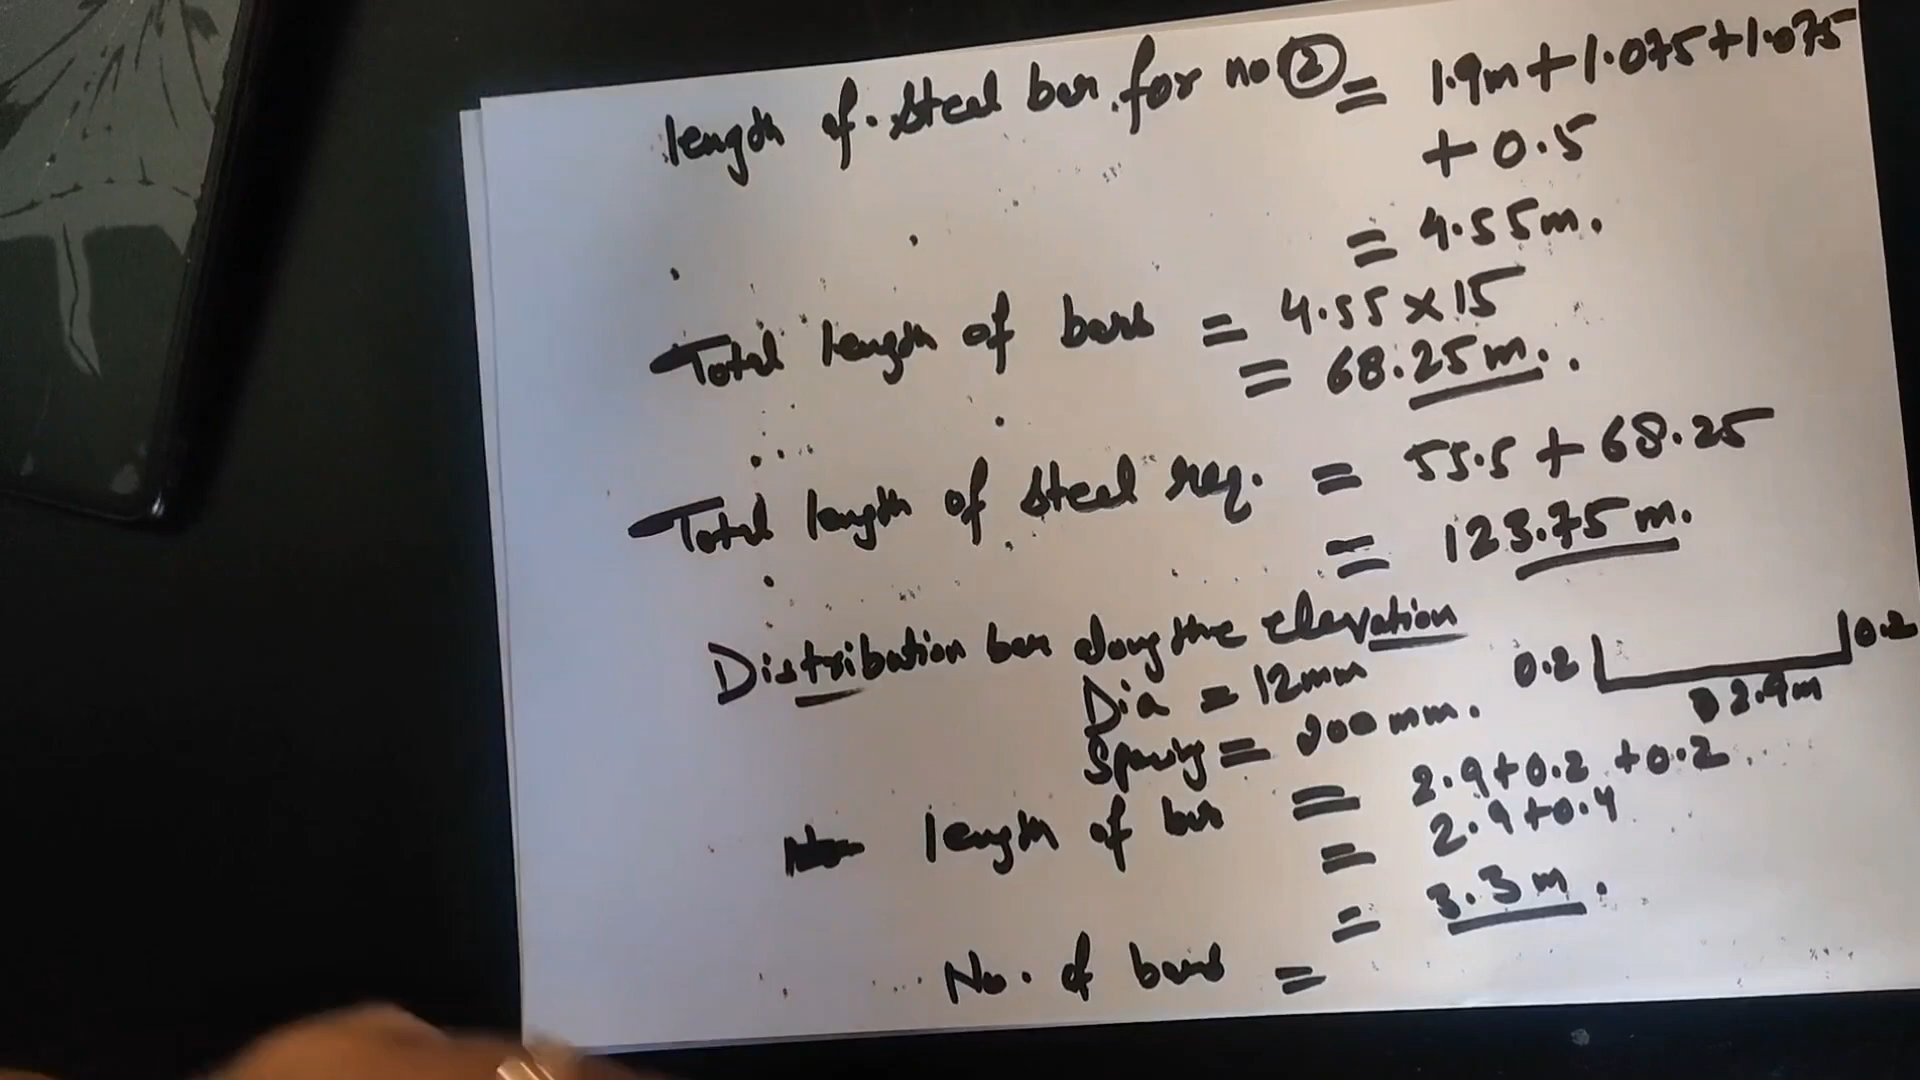 length of steel bar for no ② = 1.9m + 1.075 + 1.075
+ 0.5
= 4.55m.
Total length of bars = 4.55 × 15
= 68.25m.
Total length of steel req. = 55.5 + 68.25
= 123.75 m.
Distribution bar along the elevation
Dia = 12mm
0.2 0.2
2.9m
Spacing = 200 mm.
length of bar = 2.9 + 0.2 + 0.2
= 2.9 + 0.4
= 3.3 m.
No. of bars =